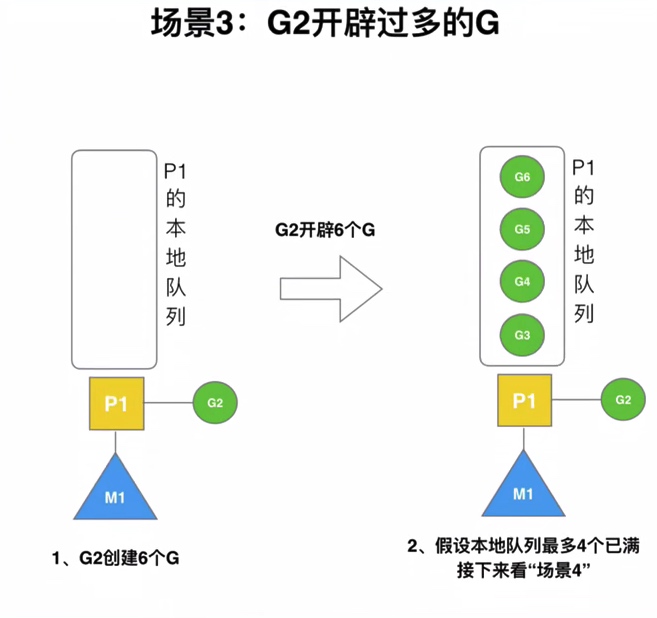 场景3：G2开辟过多的G
P1的本地队列
P1
G2
M1
1、G2创建6个G
G2开辟6个G
G6
G5
G4
G3
P1的本地队列
P1
G2
M1
2、假设本地队列最多4个已满
接下来看“场景4”